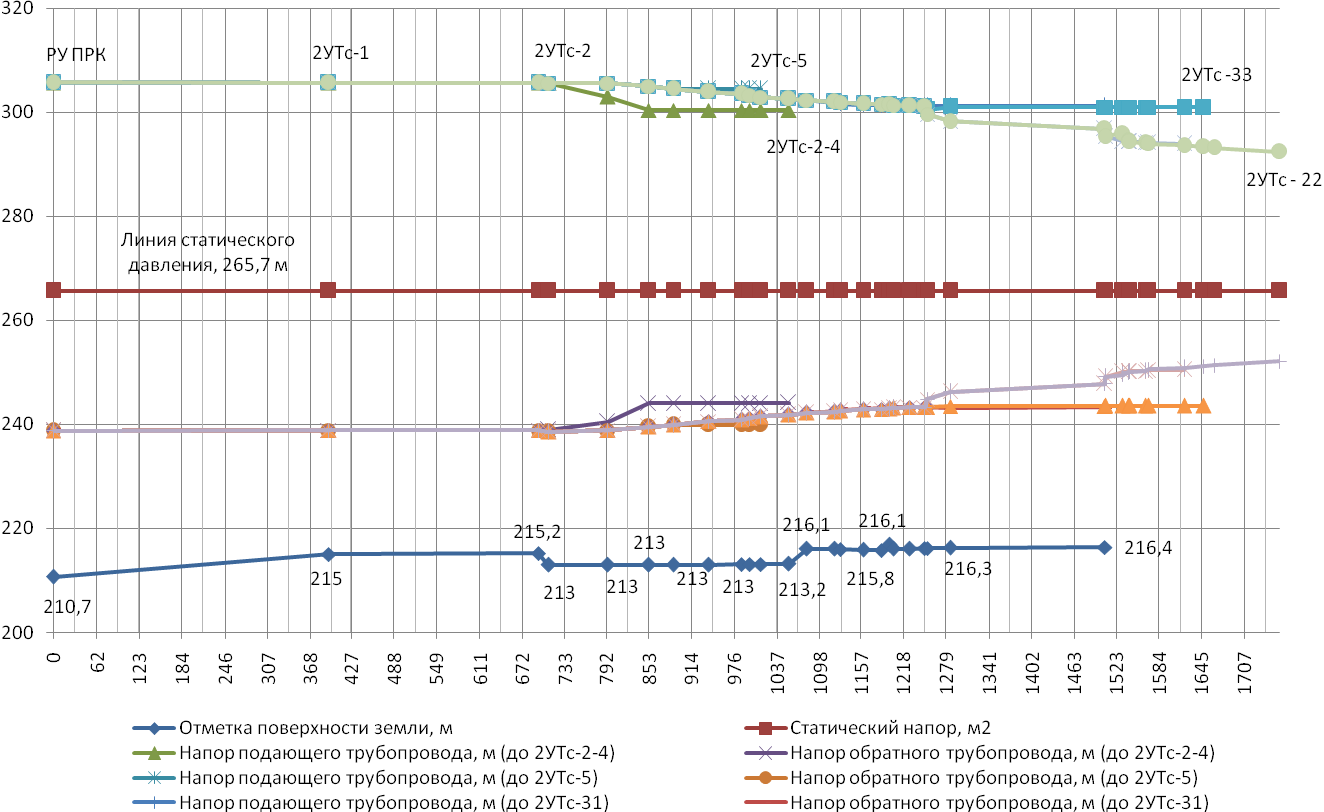 320
300
280
260
240
220
200
РУ ПРК
2УТс-1
2УТс-2
2УТс-5
2УТс -33
2УТс-2-4
2УТс - 22
Линия статического
давления, 265,7 м
210,7
215
215,2
213
213
213
213
213
213,2
216,1
215,8
216,1
216,3
216,4
0 62 123 184 246 307 368 427 488 549 611 672 733 792 853 914 976 1037 1098 1157 1218 1279 1341 1402 1463 1523 1584 1645 1707
Отметка поверхности земли, м
Статический напор, м2
Напор подающего трубопровода, м (до 2УТс-2-4)
Напор обратного трубопровода, м (до 2УТс-2-4)
Напор подающего трубопровода, м (до 2УТс-5)
Напор обратного трубопровода, м (до 2УТс-5)
Напор подающего трубопровода, м (до 2УТс-31)
Напор обратного трубопровода, м (до 2УТс-31)